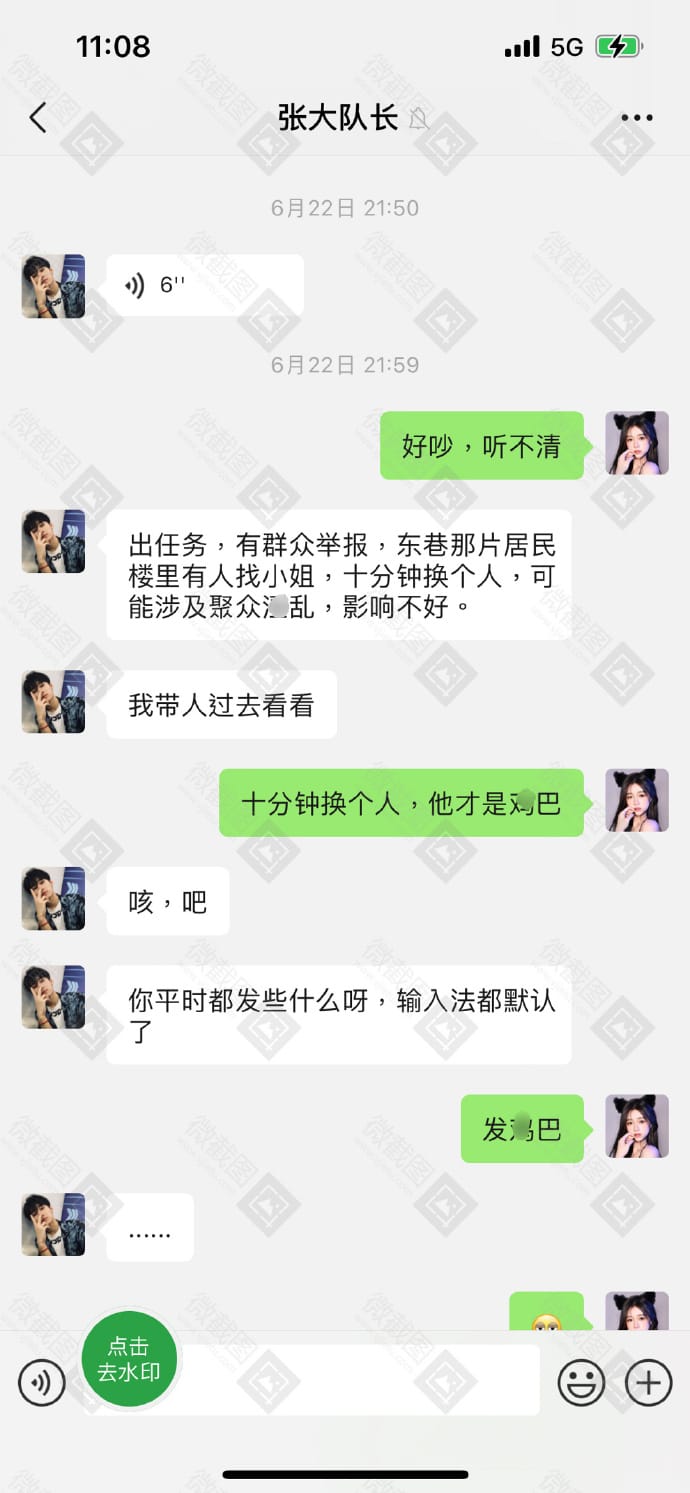 11:08
5G
张大队长
6月22日 21:50
6''
6月22日 21:59
好吵，听不清
出任务，有群众举报，东巷那片居民
楼里有人找小姐，十分钟换个人，可
能涉及聚众乱，影响不好。
我带人过去看看
十分钟换个人，他才是鸡巴
咳，吧
你平时都发些什么呀，输入法都默认
了
发鸡巴
......
点击
去水印
微截图